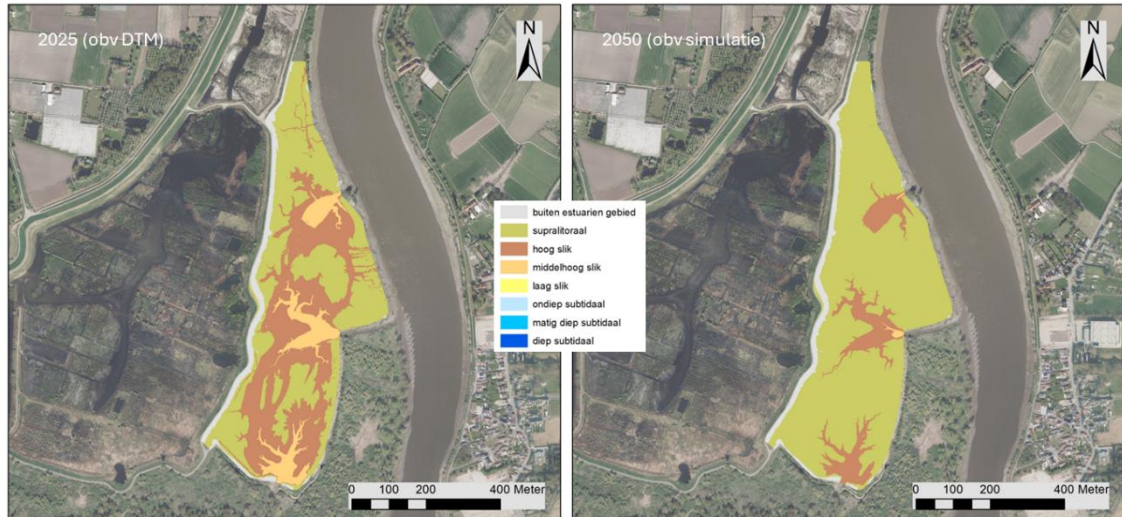 2025 (obv DTM)
N
2050 (obv simulatie)
N
buiten estuarien gebied
supralitoraal
hoog slik
middelhoog slik
laag slik
ondiep subtidaal
matig diep subtidaal
diep subtidaal
0 100 200 400 Meter
0 100 200 400 Meter